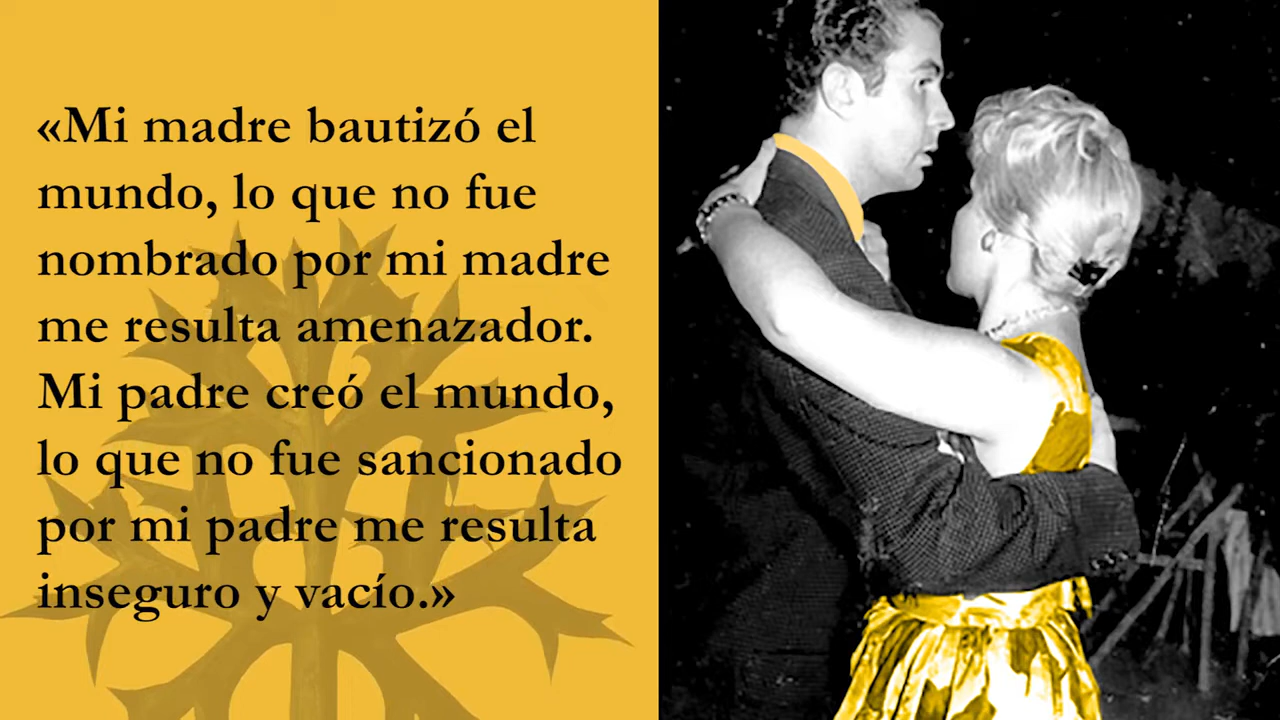 «Mi madre bautizó el
mundo, lo que no fue
nombrado por mi madre
me resulta amenazador.
Mi padre creó el mundo,
lo que no fue sancionado
por mi padre me resulta
inseguro y vacío.»